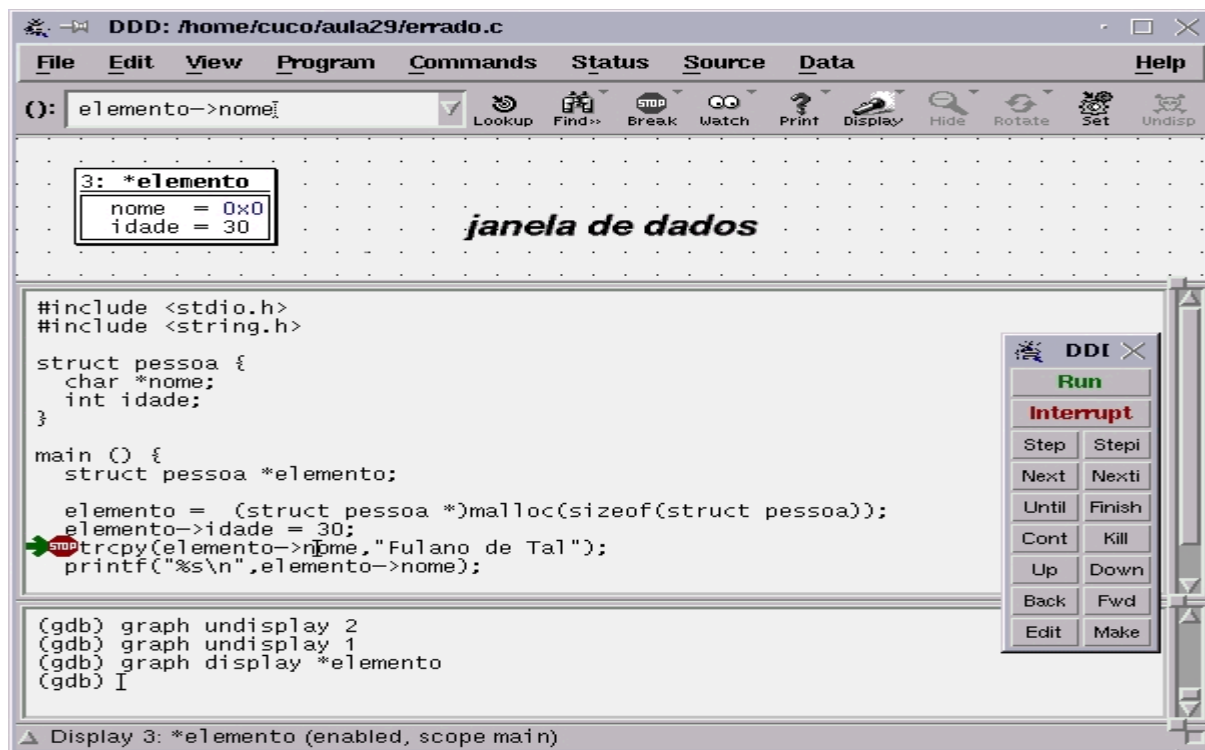 DDD: /home/cuco/aula29/errado.c
File Edit View Program Commands Status Source Data Help
(): elemento->nome
Lookup Find>> Break Watch Print Display Hide Rotate Set Undisp
3: *elemento
nome = 0x0
idade = 30
janela de dados
#include <stdio.h>
#include <string.h>
struct pessoa {
char *nome;
int idade;
}
main () {
struct pessoa *elemento;
elemento = (struct pessoa *)malloc(sizeof(struct pessoa));
elemento->idade = 30;
STOP trcpy(elemento->nome,"Fulano de Tal");
printf("%s\n",elemento->nome);
DDD
Run
Interrupt
Step Stepi
Next Nexti
Until Finish
Cont Kill
Up Down
Back Fwd
Edit Make
(gdb) graph undisplay 2
(gdb) graph undisplay 1
(gdb) graph display *elemento
(gdb)
Display 3: *elemento (enabled, scope main)